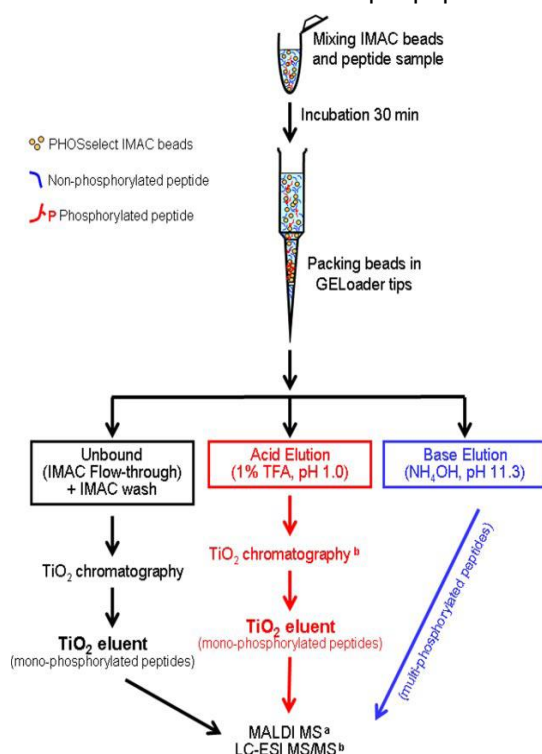 Mixing IMAC beads
and peptide sample
Incubation 30 min
PHOSselect IMAC beads
Non-phosphorylated peptide
P Phosphorylated peptide
Packing beads in
GELoader tips
Unbound
(IMAC Flow-through)
+ IMAC wash
Acid Elution
(1% TFA, pH 1.0)
Base Elution
(NH₄OH, pH 11.3)
TiO₂ chromatography
TiO₂ chromatography ᵇ
TiO₂ eluent
(mono-phosphorylated peptides)
TiO₂ eluent
(mono-phosphorylated peptides)
(multi-phosphorylated peptides)
MALDI MS ᵃ
LC-ESI MS/MS ᵇ